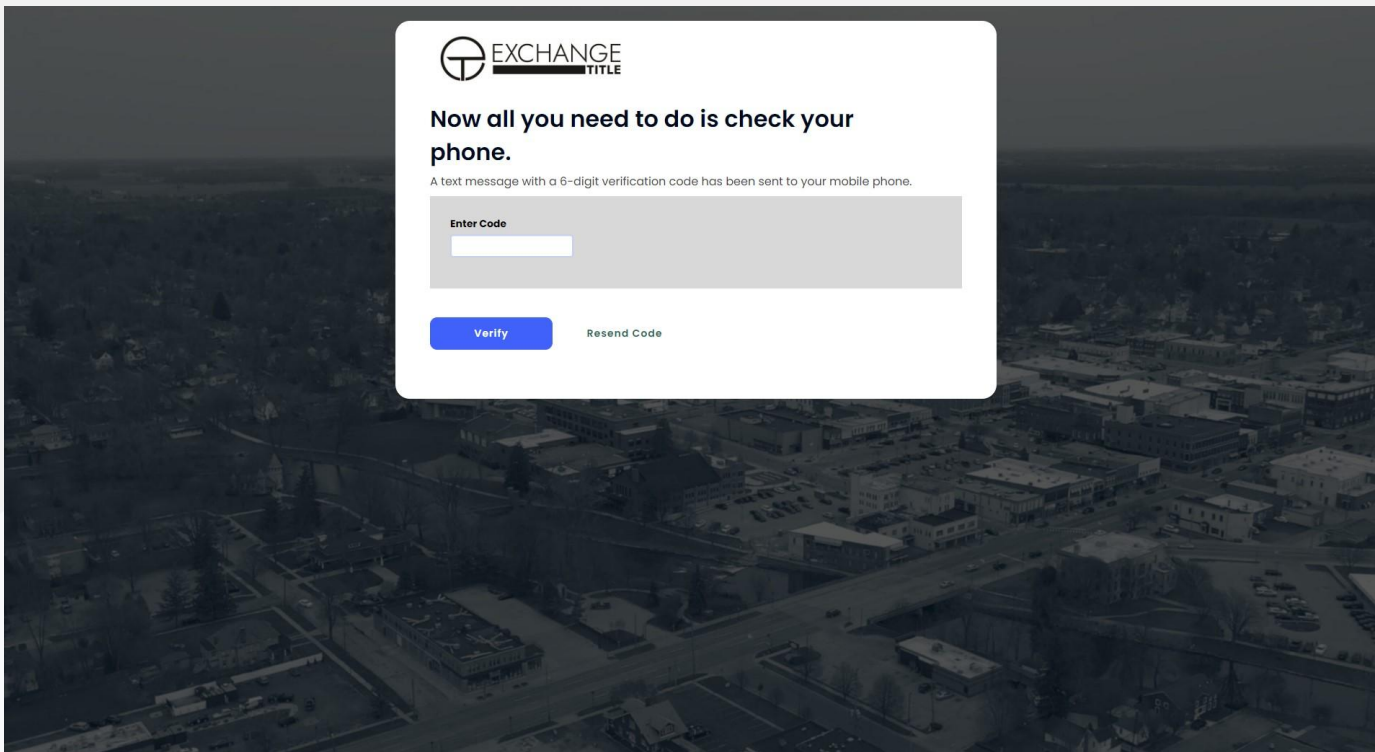 EXCHANGE
TITLE
Now all you need to do is check your
phone.
A text message with a 6-digit verification code has been sent to your mobile phone.
Enter Code
Verify
Resend Code